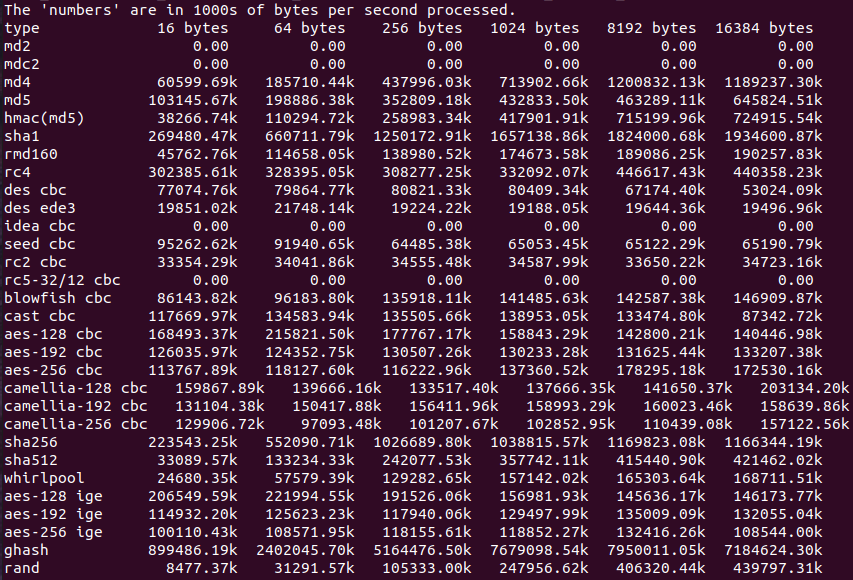 The 'numbers' are in 1000s of bytes per second processed.
type 16 bytes 64 bytes 256 bytes 1024 bytes 8192 bytes 16384 bytes
md2 0.00 0.00 0.00 0.00 0.00 0.00
mdc2 0.00 0.00 0.00 0.00 0.00 0.00
md4 60599.69k 185710.44k 437996.03k 713902.66k 1200832.13k 1189237.30k
md5 103145.67k 198886.38k 352809.18k 432833.50k 463289.11k 645824.51k
hmac(md5) 38266.74k 110294.72k 258983.34k 417901.91k 715199.96k 724915.54k
sha1 269480.47k 660711.79k 1250172.91k 1657138.86k 1824000.68k 1934600.87k
rmd160 45762.76k 114658.05k 138980.52k 174673.58k 189086.25k 190257.83k
rc4 302385.61k 328395.05k 308277.25k 332092.07k 446617.43k 440358.23k
des cbc 77074.76k 79864.77k 80821.33k 80409.34k 67174.40k 53024.09k
des ede3 19851.02k 21748.14k 19224.22k 19188.05k 19644.36k 19496.96k
idea cbc 0.00 0.00 0.00 0.00 0.00 0.00
seed cbc 95262.62k 91940.65k 64485.38k 65053.45k 65122.29k 65190.79k
rc2 cbc 33354.29k 34041.86k 34555.48k 34587.99k 33650.22k 34723.16k
rc5-32/12 cbc 0.00 0.00 0.00 0.00 0.00 0.00
blowfish cbc 86143.82k 96183.80k 135918.11k 141485.63k 142587.38k 146909.87k
cast cbc 117669.97k 134583.94k 135505.66k 138953.05k 133474.80k 87342.72k
aes-128 cbc 168493.37k 215821.50k 177767.17k 158843.29k 142800.21k 140446.98k
aes-192 cbc 126035.97k 124352.75k 130507.26k 130233.28k 131625.44k 133207.38k
aes-256 cbc 113767.89k 118127.60k 116222.96k 137360.52k 178295.18k 172530.16k
camellia-128 cbc 159867.89k 139666.16k 133517.40k 137666.35k 141650.37k 203134.20k
camellia-192 cbc 131104.38k 150417.88k 156411.96k 158993.29k 160023.46k 158639.86k
camellia-256 cbc 129906.72k 97093.48k 101207.67k 102852.95k 110439.08k 157122.56k
sha256 223543.25k 552090.71k 1026689.80k 1038815.57k 1169823.08k 1166344.19k
sha512 33089.57k 133234.33k 242077.53k 357742.11k 415440.90k 421462.02k
whirlpool 24680.35k 57579.39k 129282.65k 157142.02k 165303.64k 168711.51k
aes-128 ige 206549.59k 221994.55k 191526.06k 156981.93k 145636.17k 146173.77k
aes-192 ige 114932.20k 125623.23k 117940.06k 129497.99k 135009.09k 132055.04k
aes-256 ige 100110.43k 108571.95k 118155.61k 118852.27k 132416.26k 108544.00k
ghash 899486.19k 2402045.70k 5164476.50k 7679098.54k 7950011.05k 7184624.30k
rand 8477.37k 31291.57k 105333.00k 247956.62k 406320.44k 439797.31k